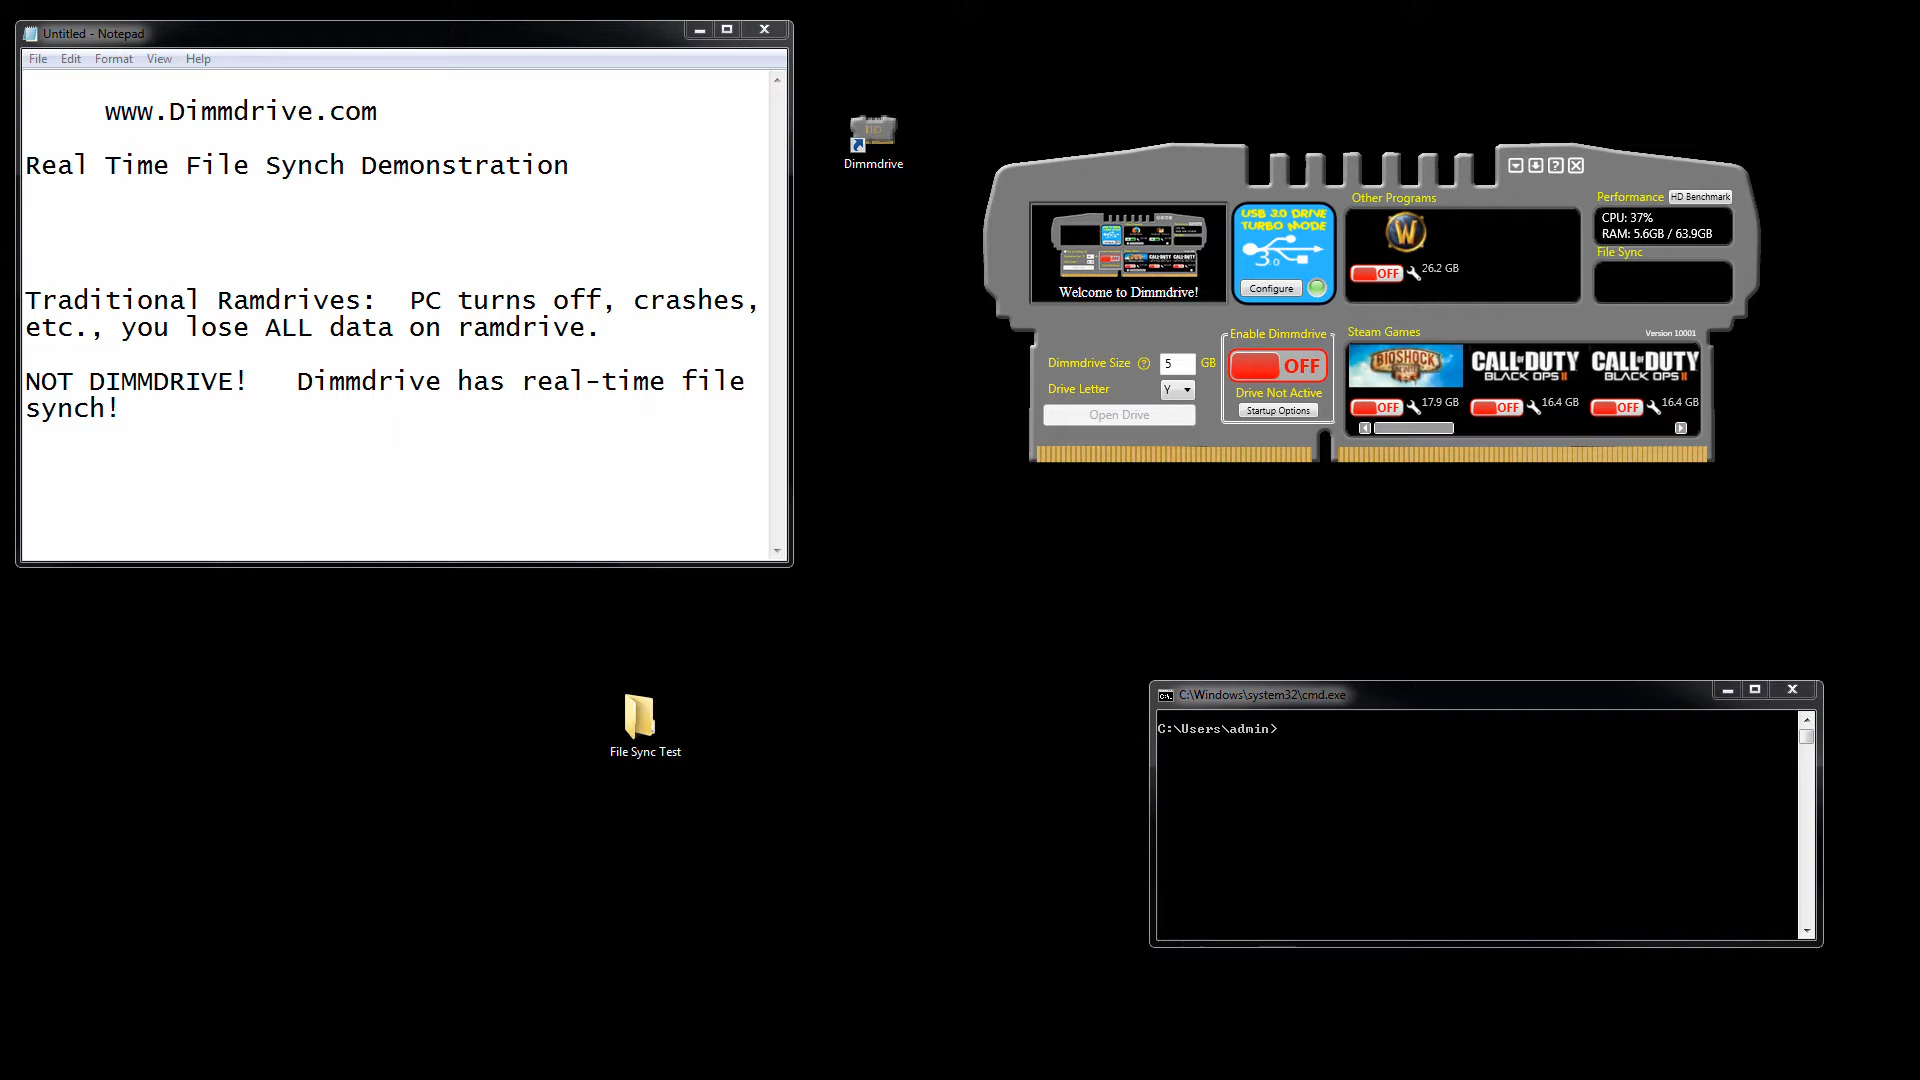 Untitled - Notepad
File Edit Format View Help
www.Dimmdrive.com
Real Time File Synch Demonstration
Traditional Ramdrives: PC turns off, crashes,
etc., you lose ALL data on ramdrive.
NOT DIMMDRIVE! Dimmdrive has real-time file
synch!
DD
Dimmdrive
Welcome to Dimmdrive!
USB 3.0 DRIVE
TURBO MODE
3.0
Configure
Other Programs
W
OFF 26.2 GB
Performance HD Benchmark
CPU: 37%
RAM: 5.6GB / 63.9GB
File Sync
Dimmdrive Size ? 5 GB
Drive Letter Y
Open Drive
Enable Dimmdrive
OFF
Drive Not Active
Startup Options
Steam Games
Version 10001
BIOSHOCK
CALL OF DUTY
BLACK OPS II
CALL OF DUTY
BLACK OPS II
OFF 17.9 GB
OFF 16.4 GB
OFF 16.4 GB
File Sync Test
C:\Windows\system32\cmd.exe
C:\Users\admin>